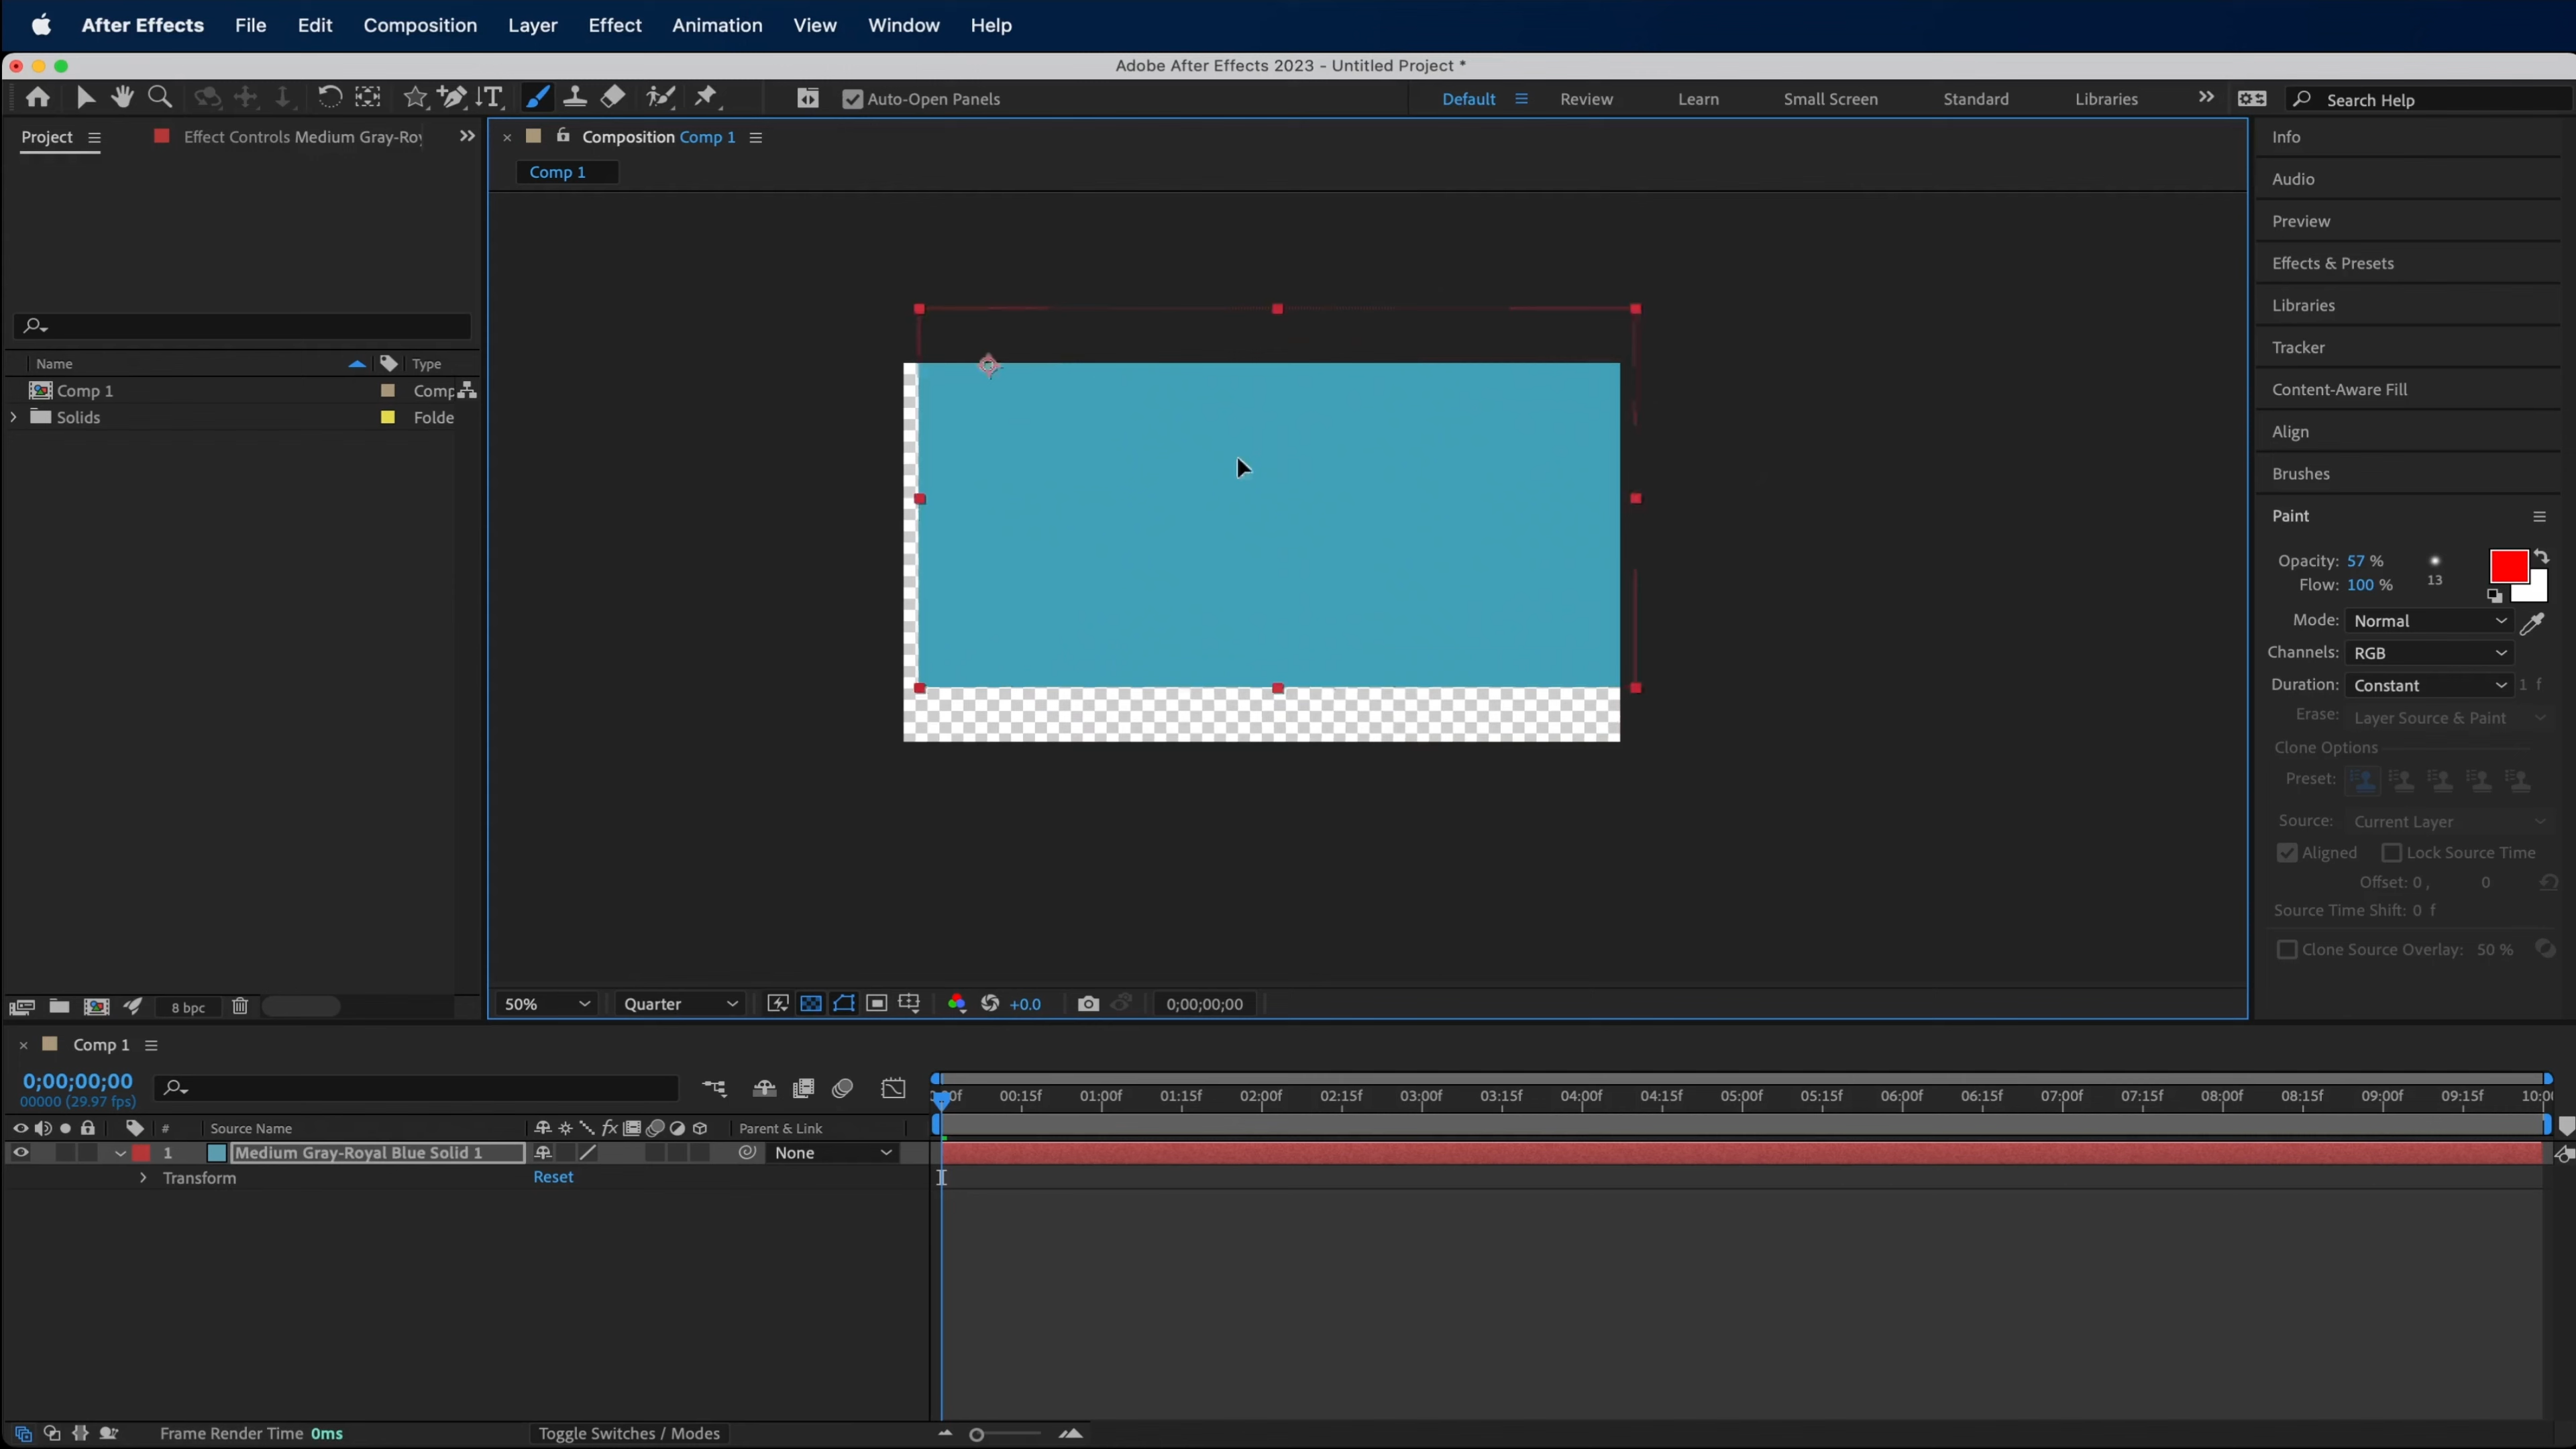 After Effects File Edit Composition Layer Effect Animation View Window Help
Adobe After Effects 2023 - Untitled Project *
Auto-Open Panels
Default Review Learn Small Screen Standard Libraries
Search Help
Project
Effect Controls Medium Gray-Roy
Composition Comp 1
Comp 1
Name Type
Comp 1 Comp
Solids Folde
8 bpc
50% Quarter +0.0 0;00;00;00
Info
Audio
Preview
Effects & Presets
Libraries
Tracker
Content-Aware Fill
Align
Brushes
Paint
Opacity: 57 %
Flow: 100 %
13
Mode: Normal
Channels: RGB
Duration: Constant 1 f
Erase: Layer Source & Paint
Clone Options
Preset:
Source: Current Layer
Aligned Lock Source Time
Offset: 0 , 0
Source Time Shift: 0 f
Clone Source Overlay: 50 %
Comp 1
0;00;00;00
00000 (29.97 fps)
00f 00:15f 01:00f 01:15f 02:00f 02:15f 03:00f 03:15f 04:00f 04:15f 05:00f 05:15f 06:00f 06:15f 07:00f 07:15f 08:00f 08:15f 09:00f 09:15f 10:0
# Source Name fx Parent & Link
1 Medium Gray-Royal Blue Solid 1 None
Transform Reset
Frame Render Time 0ms Toggle Switches / Modes